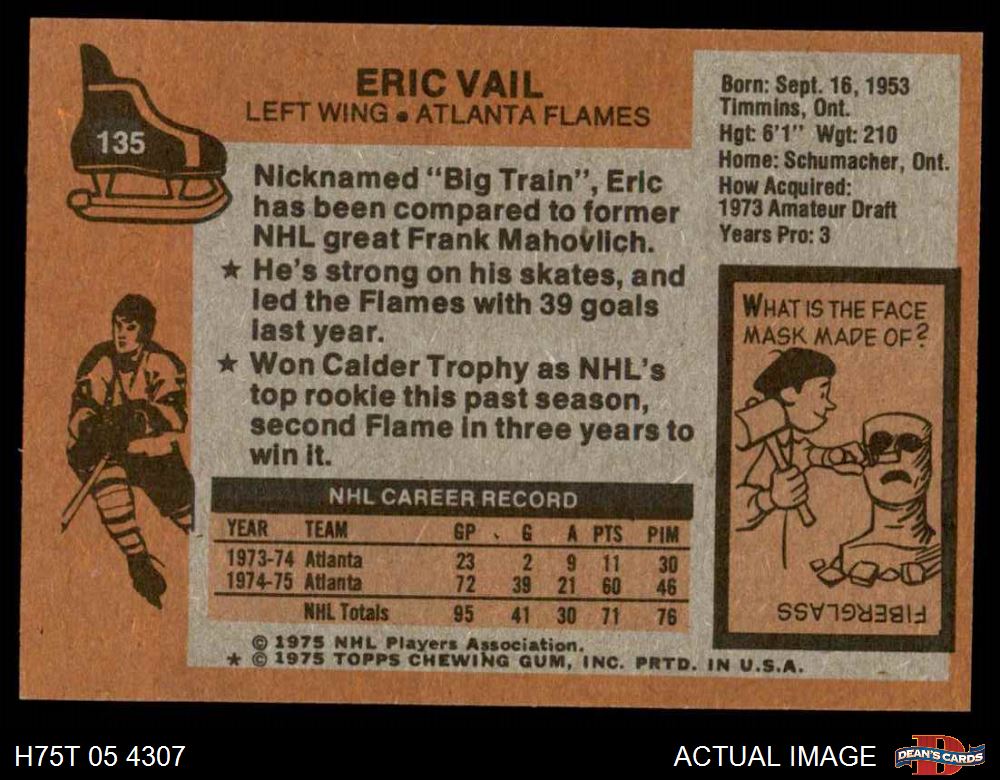 135
ERIC VAIL
LEFT WING • ATLANTA FLAMES
Nicknamed "Big Train", Eric
has been compared to former
NHL great Frank Mahovlich.
★ He's strong on his skates, and
led the Flames with 39 goals
last year.
★ Won Calder Trophy as NHL's
top rookie this past season,
second Flame in three years to
win it.
NHL CAREER RECORD
YEAR TEAM GP G A PTS PIM
1973-74 Atlanta 23 2 9 11 30
1974-75 Atlanta 72 39 21 60 46
NHL Totals 95 41 30 71 76
© 1975 NHL Players Association.
★ © 1975 TOPPS CHEWING GUM, INC. PRTD. IN U.S.A.
Born: Sept. 16, 1953
Timmins, Ont.
Hgt: 6'1" Wgt: 210
Home: Schumacher, Ont.
How Acquired:
1973 Amateur Draft
Years Pro: 3
WHAT IS THE FACE
MASK MADE OF?
FIBERGLASS
H75T 05 4307
ACTUAL IMAGE
D
DEAN'S CARDS